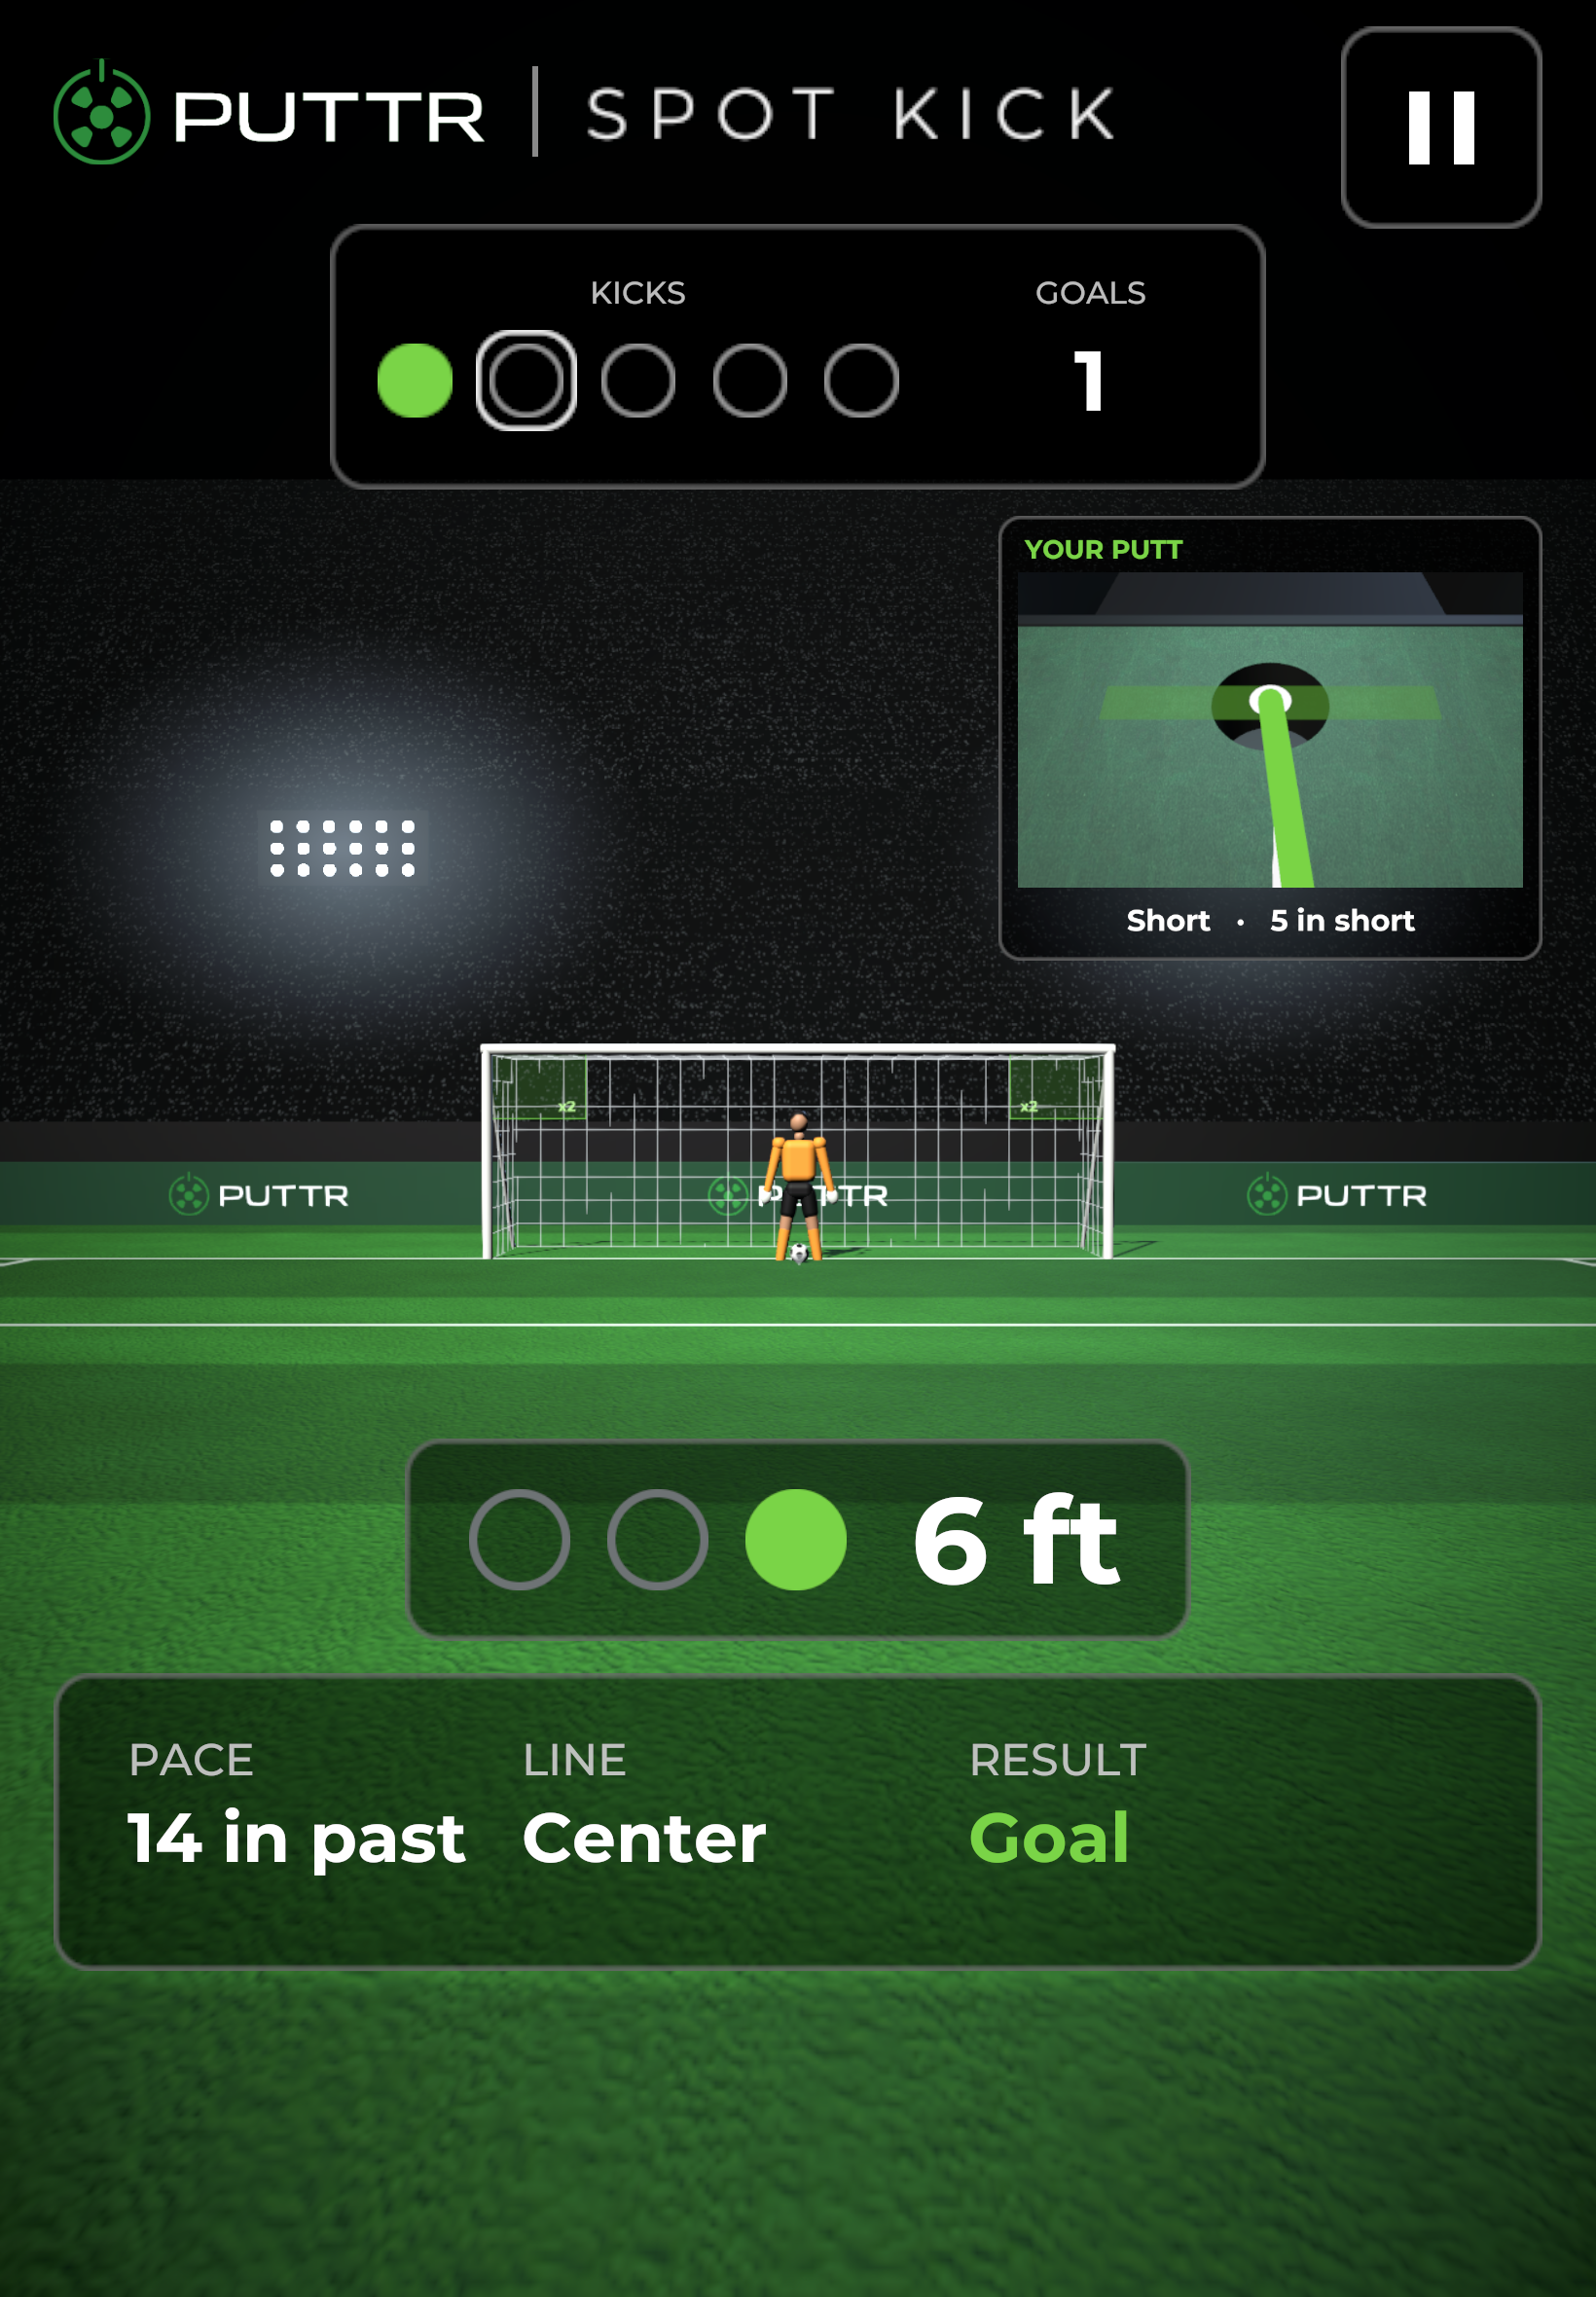 PUTTR | SPOT KICK
KICKS GOALS
1
YOUR PUTT
Short · 5 in short
x2 x2
PUTTR PUTTR PUTTR
6 ft
PACE LINE RESULT
14 in past Center Goal